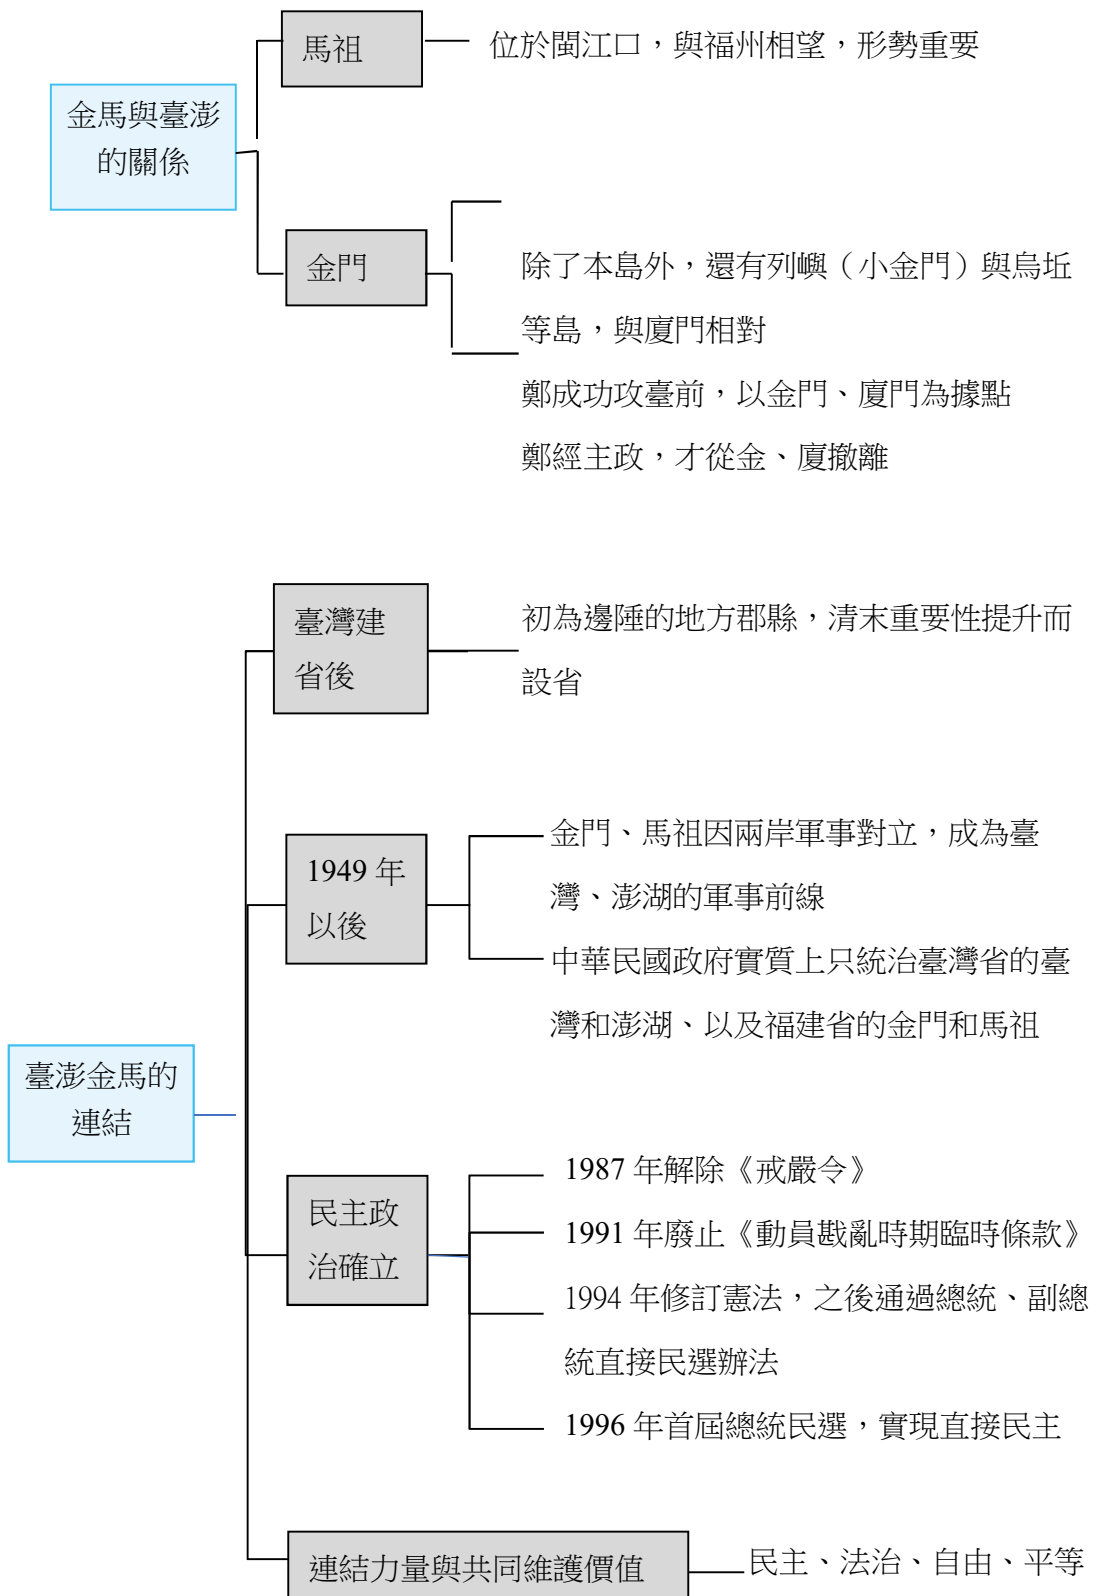 馬祖
位於閩江口，與福州相望，形勢重要
金馬與臺澎
的關係
金門
除了本島外，還有列嶼（小金門）與烏坵
等島，與廈門相對
鄭成功攻臺前，以金門、廈門為據點
鄭經主政，才從金、廈撤離
臺灣建
省後
初為邊陲的地方郡縣，清末重要性提升而
設省
1949 年
以後
金門、馬祖因兩岸軍事對立，成為臺
灣、澎湖的軍事前線
中華民國政府實質上只統治臺灣省的臺
灣和澎湖、以及福建省的金門和馬祖
臺澎金馬的
連結
民主政
治確立
1987 年解除《戒嚴令》
1991 年廢止《動員戡亂時期臨時條款》
1994 年修訂憲法，之後通過總統、副總
統直接民選辦法
1996 年首屆總統民選，實現直接民主
連結力量與共同維護價值
民主、法治、自由、平等